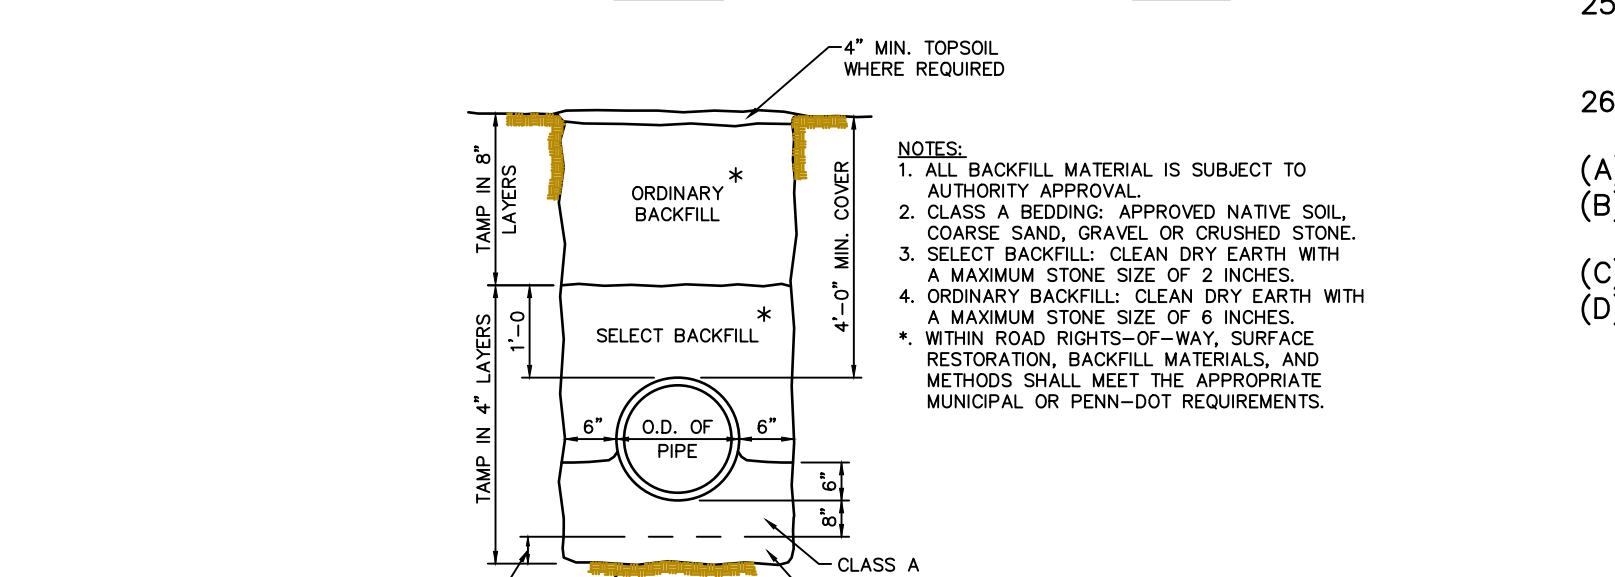 4” MIN. TOPSOIL
WHERE REQUIRED
TAMP IN 8”
LAYERS
ORDINARY *
BACKFILL
4’–0” MIN. COVER
NOTES:
1. ALL BACKFILL MATERIAL IS SUBJECT TO
AUTHORITY APPROVAL.
2. CLASS A BEDDING: APPROVED NATIVE SOIL,
COARSE SAND, GRAVEL OR CRUSHED STONE.
3. SELECT BACKFILL: CLEAN DRY EARTH WITH
A MAXIMUM STONE SIZE OF 2 INCHES.
4. ORDINARY BACKFILL: CLEAN DRY EARTH WITH
A MAXIMUM STONE SIZE OF 6 INCHES.
*. WITHIN ROAD RIGHTS–OF–WAY, SURFACE
RESTORATION, BACKFILL MATERIALS, AND
METHODS SHALL MEET THE APPROPRIATE
MUNICIPAL OR PENN–DOT REQUIREMENTS.
TAMP IN 4” LAYERS
1’–0
SELECT BACKFILL *
6” O.D. OF 6”
PIPE
6”
8”
CLASS A
25
26
(A)
(B)
(C)
(D)